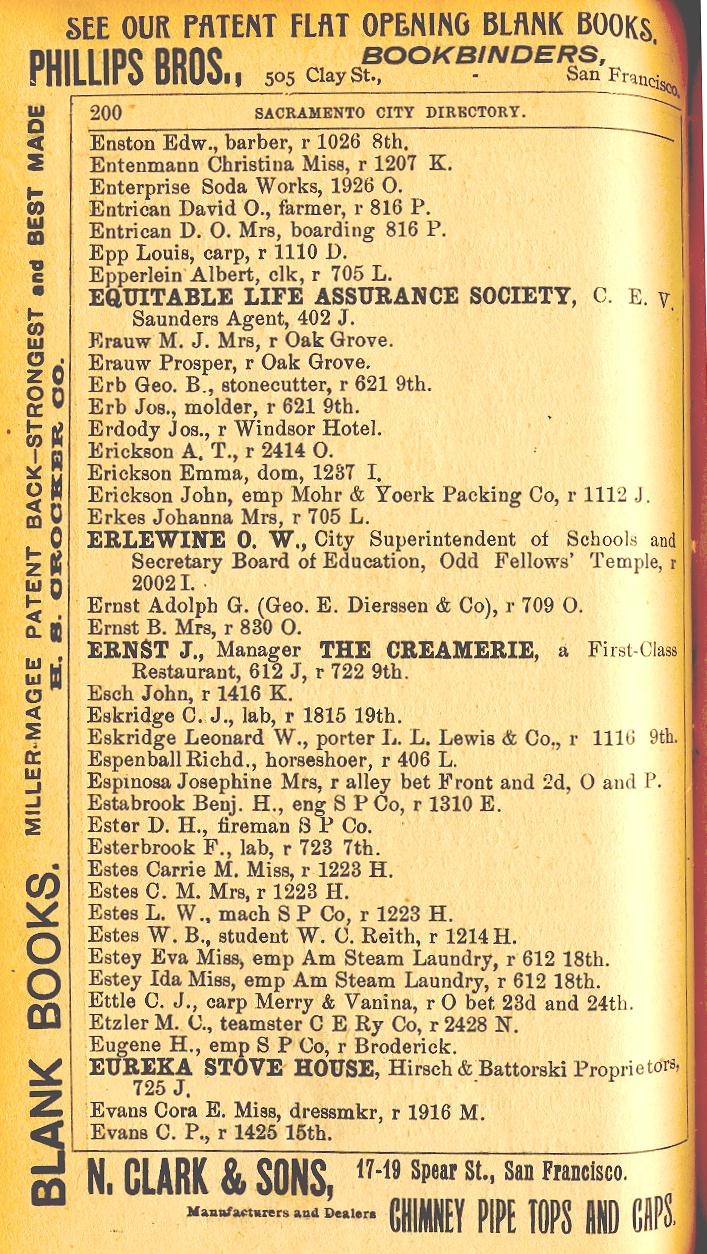 SEE OUR PATENT FLAT OPENING BLANK BOOKS.
PHILLIPS BROS., BOOKBINDERS,
505 Clay St., - San Francisco.
BLANK BOOKS. MILLER-MAGEE PATENT BACK—STRONGEST and BEST MADE
H. S. CROCKER CO.
200 SACRAMENTO CITY DIRECTORY.
Enston Edw., barber, r 1026 8th.
Entenmann Christina Miss, r 1207 K.
Enterprise Soda Works, 1926 O.
Entrican David O., farmer, r 816 P.
Entrican D. O. Mrs, boarding 816 P.
Epp Louis, carp, r 1110 D.
Epperlein Albert, clk, r 705 L.
EQUITABLE LIFE ASSURANCE SOCIETY, C. E. V.
Saunders Agent, 402 J.
Erauw M. J. Mrs, r Oak Grove.
Erauw Prosper, r Oak Grove.
Erb Geo. B., stonecutter, r 621 9th.
Erb Jos., molder, r 621 9th.
Erdody Jos., r Windsor Hotel.
Erickson A. T., r 2414 O.
Erickson Emma, dom, 1237 I.
Erickson John, emp Mohr & Yoerk Packing Co, r 1112 J.
Erkes Johanna Mrs, r 705 L.
ERLEWINE O. W., City Superintendent of Schools and
Secretary Board of Education, Odd Fellows' Temple, r
2002 I.
Ernst Adolph G. (Geo. E. Dierssen & Co), r 709 O.
Ernst B. Mrs, r 830 O.
ERNST J., Manager THE CREAMERIE, a First-Class
Restaurant, 612 J, r 722 9th.
Esch John, r 1416 K.
Eskridge C. J., lab, r 1815 19th.
Eskridge Leonard W., porter L. L. Lewis & Co., r 1116 9th.
Espenball Richd., horseshoer, r 406 L.
Espinosa Josephine Mrs, r alley bet Front and 2d, O and P.
Estabrook Benj. H., eng S P Co, r 1310 E.
Ester D. H., fireman S P Co.
Esterbrook F., lab, r 723 7th.
Estes Carrie M. Miss, r 1223 H.
Estes C. M. Mrs, r 1223 H.
Estes L. W., mach S P Co, r 1223 H.
Estes W. B., student W. C. Reith, r 1214 H.
Estey Eva Miss, emp Am Steam Laundry, r 612 18th.
Estey Ida Miss, emp Am Steam Laundry, r 612 18th.
Ettle C. J., carp Merry & Vanina, r O bet 23d and 24th.
Etzler M. C., teamster C E Ry Co, r 2428 N.
Eugene H., emp S P Co, r Broderick.
EUREKA STOVE HOUSE, Hirsch & Battorski Proprietors,
725 J.
Evans Cora E. Miss, dressmkr, r 1916 M.
Evans C. P., r 1425 15th.
N. CLARK & SONS, 17-19 Spear St., San Francisco.
Manufacturers and Dealers CHIMNEY PIPE TOPS AND CAPS.